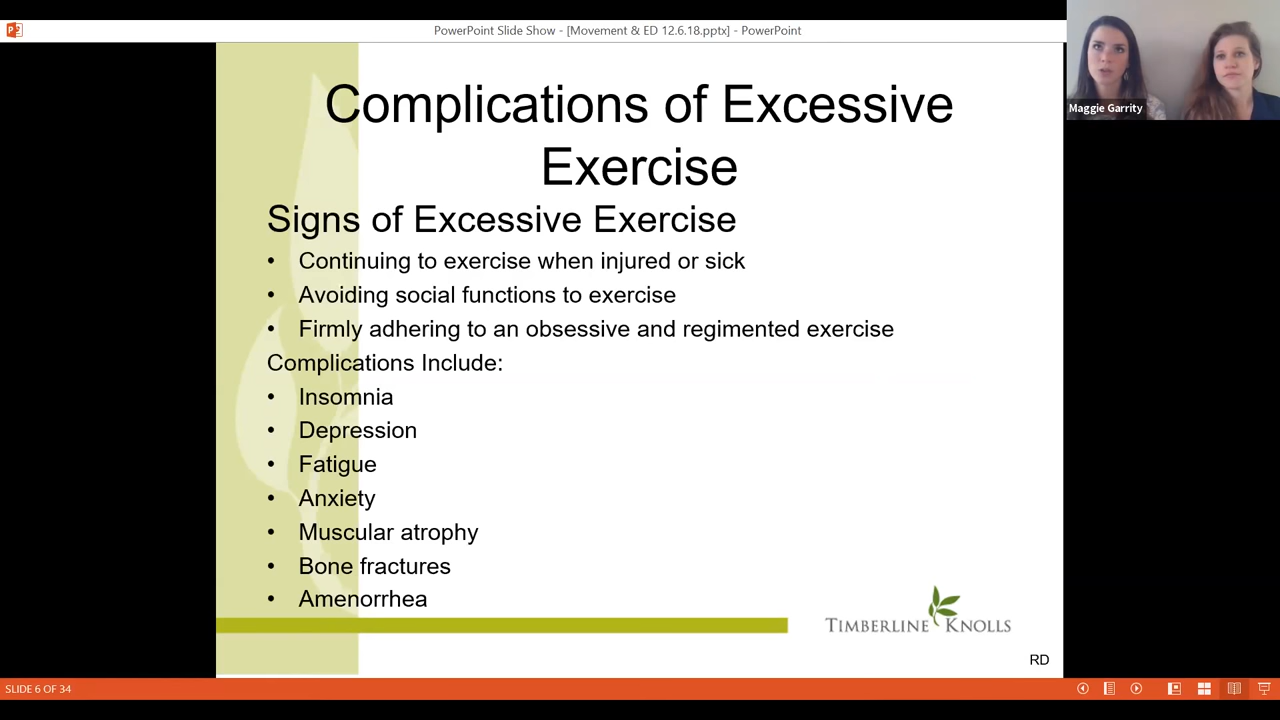 PowerPoint Slide Show - [Movement & ED 12.6.18.pptx] - PowerPoint
Maggie Garrity
Complications of Excessive
Exercise
Signs of Excessive Exercise
• Continuing to exercise when injured or sick
• Avoiding social functions to exercise
• Firmly adhering to an obsessive and regimented exercise
Complications Include:
• Insomnia
• Depression
• Fatigue
• Anxiety
• Muscular atrophy
• Bone fractures
• Amenorrhea
TIMBERLINE KNOLLS
RD
SLIDE 6 OF 34